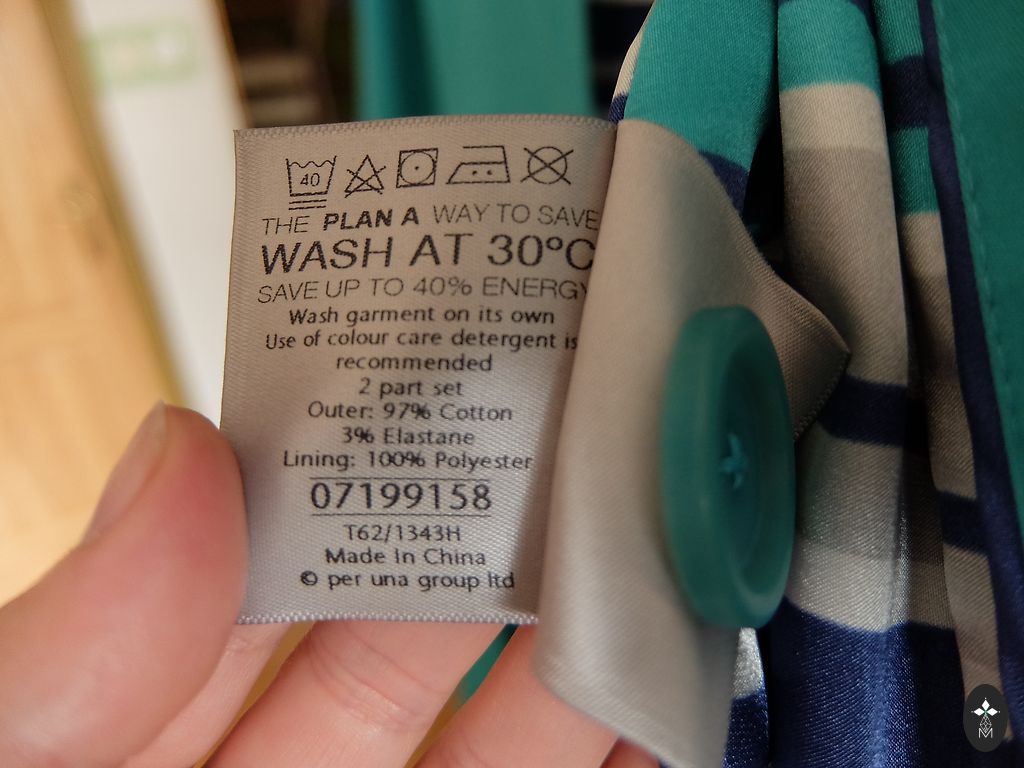 40
THE PLAN A WAY TO SAVE
WASH AT 30ºC
SAVE UP TO 40% ENERGY
Wash garment on its own
Use of colour care detergent is
recommended
2 part set
Outer: 97% Cotton
3% Elastane
Lining: 100% Polyester
07199158
T62/1343H
Made In China
© per una group ltd
M